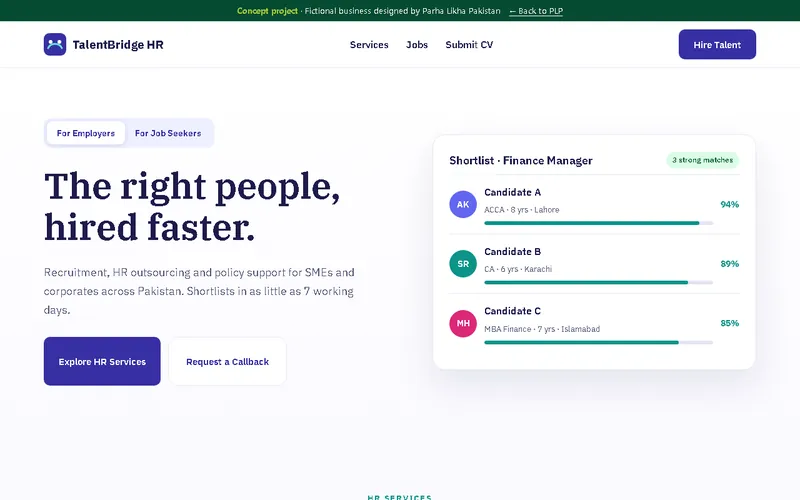 Concept project · Fictional business designed by Parha Likha Pakistan ← Back to PLP
TalentBridge HR
Services Jobs Submit CV
Hire Talent
For Employers For Job Seekers
The right people,
hired faster.
Recruitment, HR outsourcing and policy support for SMEs and
corporates across Pakistan. Shortlists in as little as 7 working
days.
Explore HR Services Request a Callback
Shortlist · Finance Manager 3 strong matches
AK
Candidate A
ACCA · 8 yrs · Lahore
94%
SR
Candidate B
CA · 6 yrs · Karachi
89%
MH
Candidate C
MBA Finance · 7 yrs · Islamabad
85%
HR SERVICES